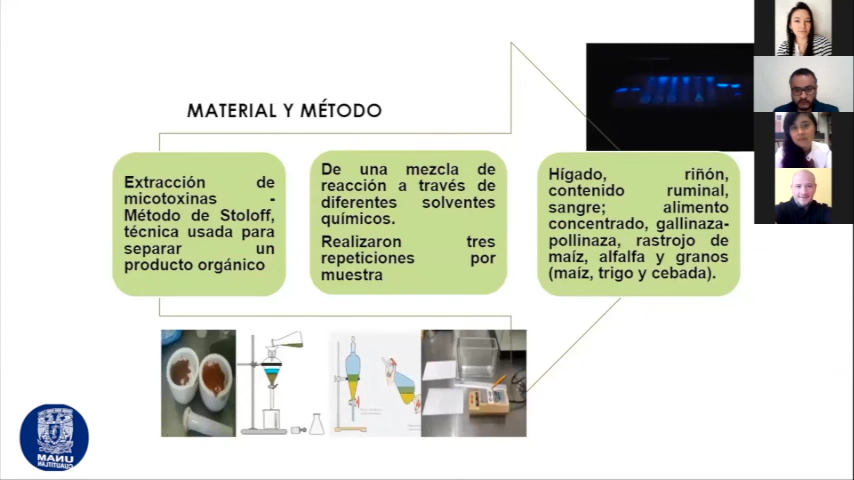 MATERIAL Y MÉTODO
Extracción de
micotoxinas -
Método de Stoloff,
técnica usada para
separar un
producto orgánico
De una mezcla de
reacción a través de
diferentes solventes
químicos.
Realizaron tres
repeticiones por
muestra
Hígado, riñón,
contenido ruminal,
sangre; alimento
concentrado, gallinaza-
pollinaza, rastrojo de
maíz, alfalfa y granos
(maíz, trigo y cebada).
UNAM
CUAUTITLÁN